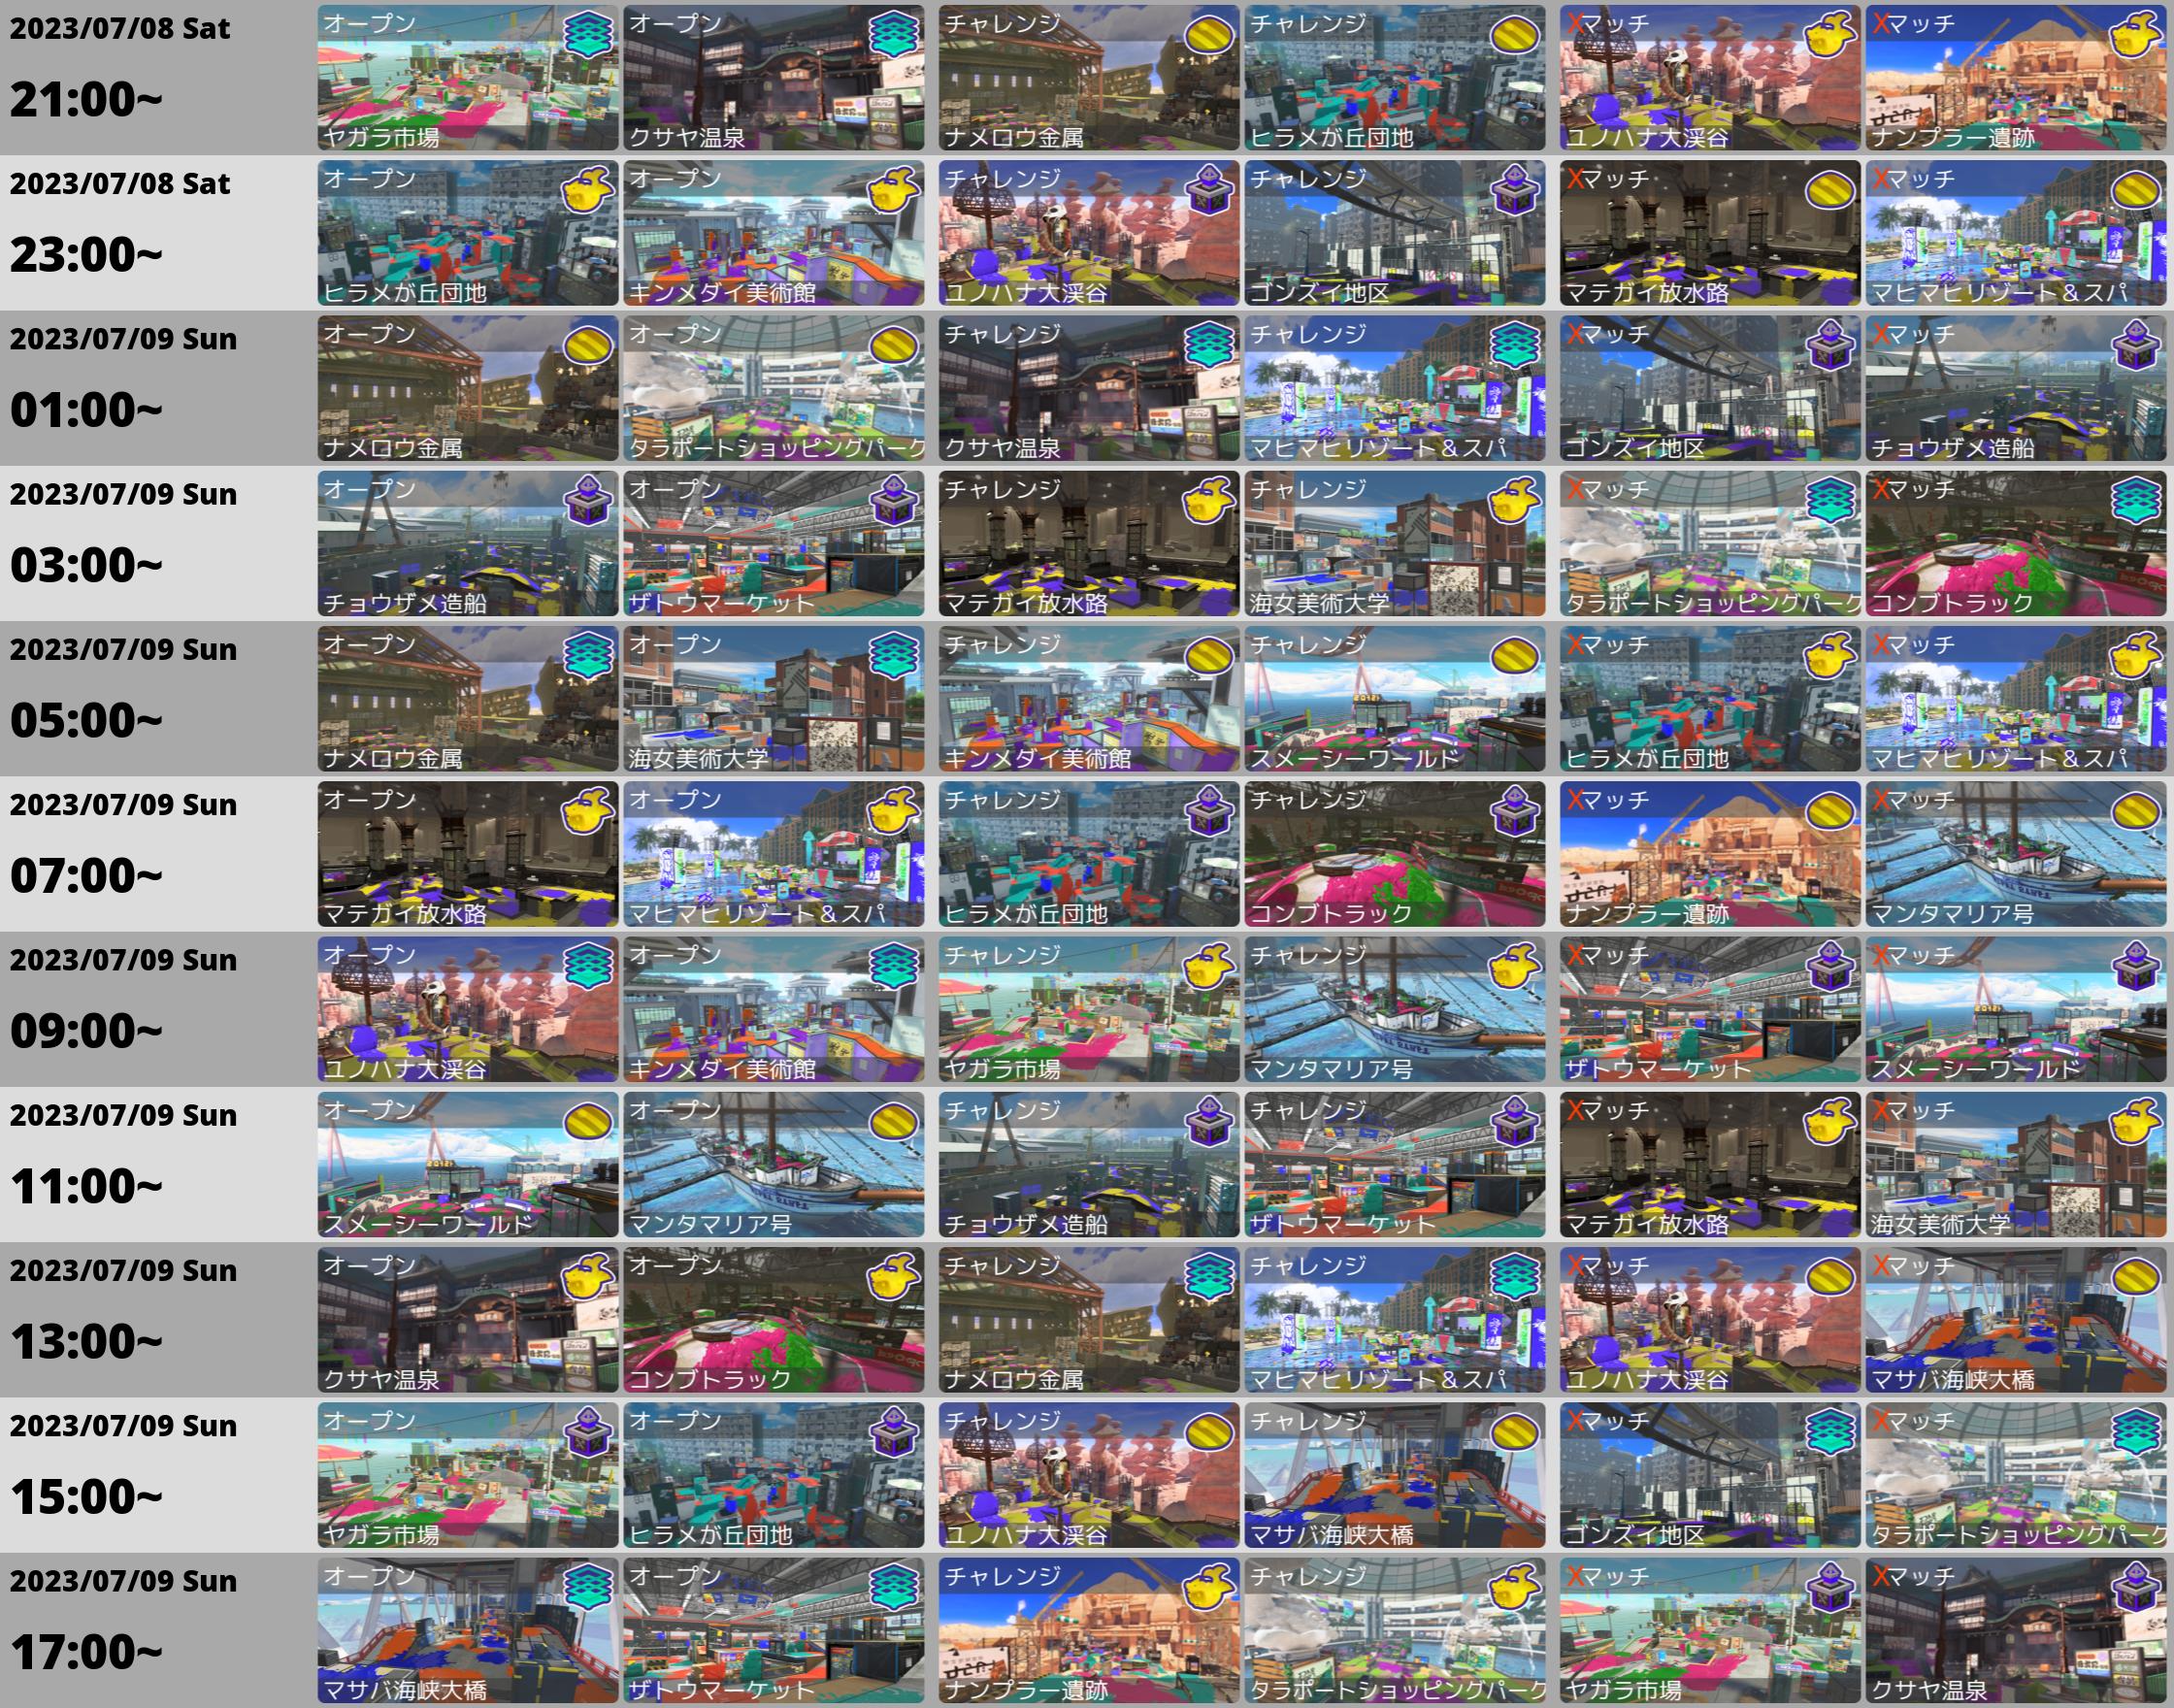 2023/07/08 Sat
21:00~
オープン オープン チャレンジ チャレンジ Xマッチ Xマッチ
ヤガラ市場 クサヤ温泉 ナメロウ金属 ヒラメが丘団地 ユノハナ大渓谷 ナンプラー遺跡
2023/07/08 Sat
23:00~
オープン オープン チャレンジ チャレンジ Xマッチ Xマッチ
ヒラメが丘団地 キンメダイ美術館 ユノハナ大渓谷 ゴンズイ地区 マテガイ放水路 マヒマヒリゾート&スパ
2023/07/09 Sun
01:00~
オープン オープン チャレンジ チャレンジ Xマッチ Xマッチ
ナメロウ金属 タラポートショッピングパーク クサヤ温泉 マヒマヒリゾート&スパ ゴンズイ地区 チョウザメ造船
2023/07/09 Sun
03:00~
オープン オープン チャレンジ チャレンジ Xマッチ Xマッチ
チョウザメ造船 ザトウマーケット マテガイ放水路 海女美術大学 タラポートショッピングパーク コンブトラック
2023/07/09 Sun
05:00~
オープン オープン チャレンジ チャレンジ Xマッチ Xマッチ
ナメロウ金属 海女美術大学 キンメダイ美術館 スメーシーワールド ヒラメが丘団地 マヒマヒリゾート&スパ
2023/07/09 Sun
07:00~
オープン オープン チャレンジ チャレンジ Xマッチ Xマッチ
マテガイ放水路 マヒマヒリゾート&スパ ヒラメが丘団地 コンブトラック ナンプラー遺跡 マンタマリア号
2023/07/09 Sun
09:00~
オープン オープン チャレンジ チャレンジ Xマッチ Xマッチ
ユノハナ大渓谷 キンメダイ美術館 ヤガラ市場 マンタマリア号 ザトウマーケット スメーシーワールド
2023/07/09 Sun
11:00~
オープン オープン チャレンジ チャレンジ Xマッチ Xマッチ
スメーシーワールド マンタマリア号 チョウザメ造船 ザトウマーケット マテガイ放水路 海女美術大学
2023/07/09 Sun
13:00~
オープン オープン チャレンジ チャレンジ Xマッチ Xマッチ
クサヤ温泉 コンブトラック ナメロウ金属 マヒマヒリゾート&スパ ユノハナ大渓谷 マサバ海峡大橋
2023/07/09 Sun
15:00~
オープン オープン チャレンジ チャレンジ Xマッチ Xマッチ
ヤガラ市場 ヒラメが丘団地 ユノハナ大渓谷 マサバ海峡大橋 ゴンズイ地区 タラポートショッピングパーク
2023/07/09 Sun
17:00~
オープン オープン チャレンジ チャレンジ Xマッチ Xマッチ
マサバ海峡大橋 ザトウマーケット ナンプラー遺跡 タラポートショッピングパーク ヤガラ市場 クサヤ温泉